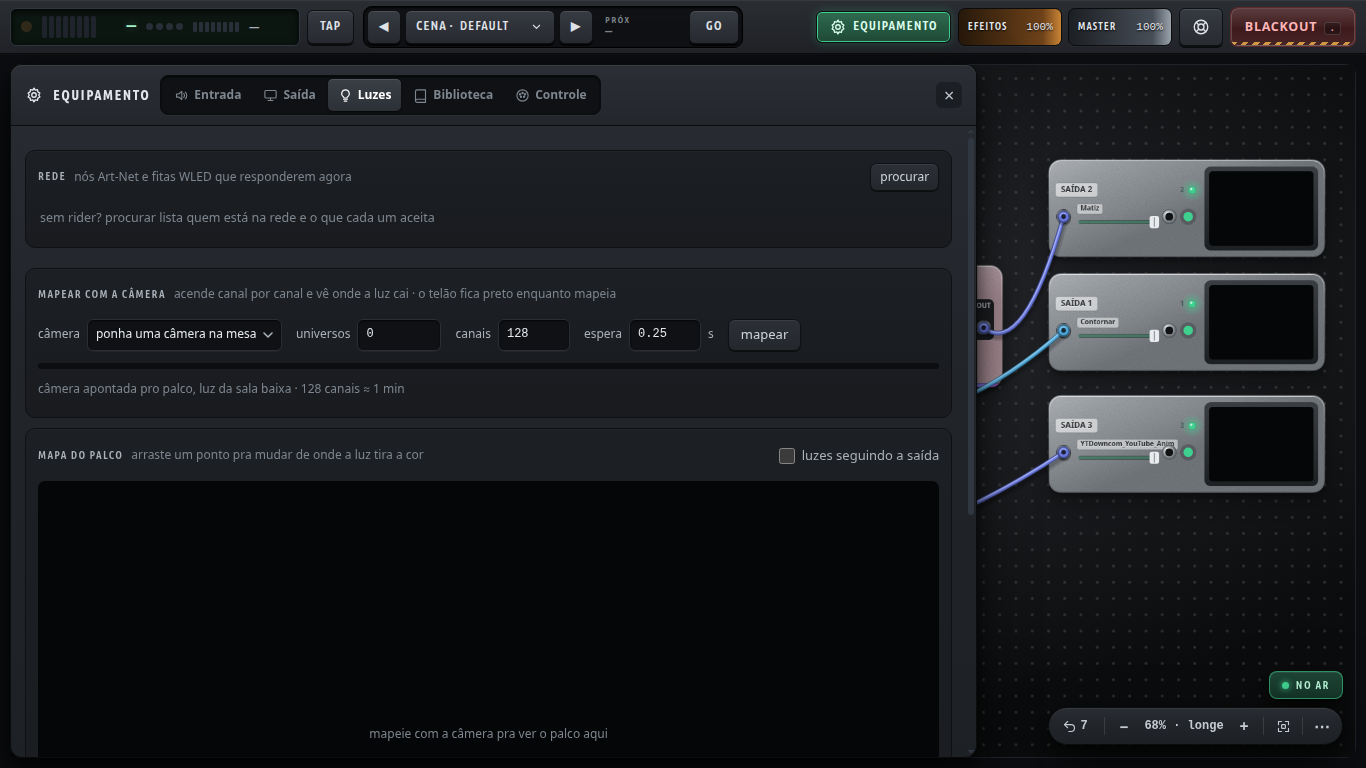 — —
TAP
◀ CENA · DEFAULT ▶
PRÓX
—
GO
EQUIPAMENTO
EFEITOS 100%
MASTER 100%
BLACKOUT .
EQUIPAMENTO
Entrada Saída Luzes Biblioteca Controle
×
REDE nós Art-Net e fitas WLED que responderem agora
procurar
sem rider? procurar lista quem está na rede e o que cada um aceita
MAPEAR COM A CÂMERA acende canal por canal e vê onde a luz cai · o telão fica preto enquanto mapeia
câmera ponha uma câmera na mesa universos 0 canais 128 espera 0.25 s mapear
câmera apontada pro palco, luz da sala baixa · 128 canais ≈ 1 min
MAPA DO PALCO arraste um ponto pra mudar de onde a luz tira a cor
luzes seguindo a saída
mapeie com a câmera pra ver o palco aqui
OUT
SAÍDA 2 2
Matiz
SAÍDA 1 1
Contornar
SAÍDA 3 3
YTDowncom_YouTube_Anim
NO AR
7 − 68% · longe + ···